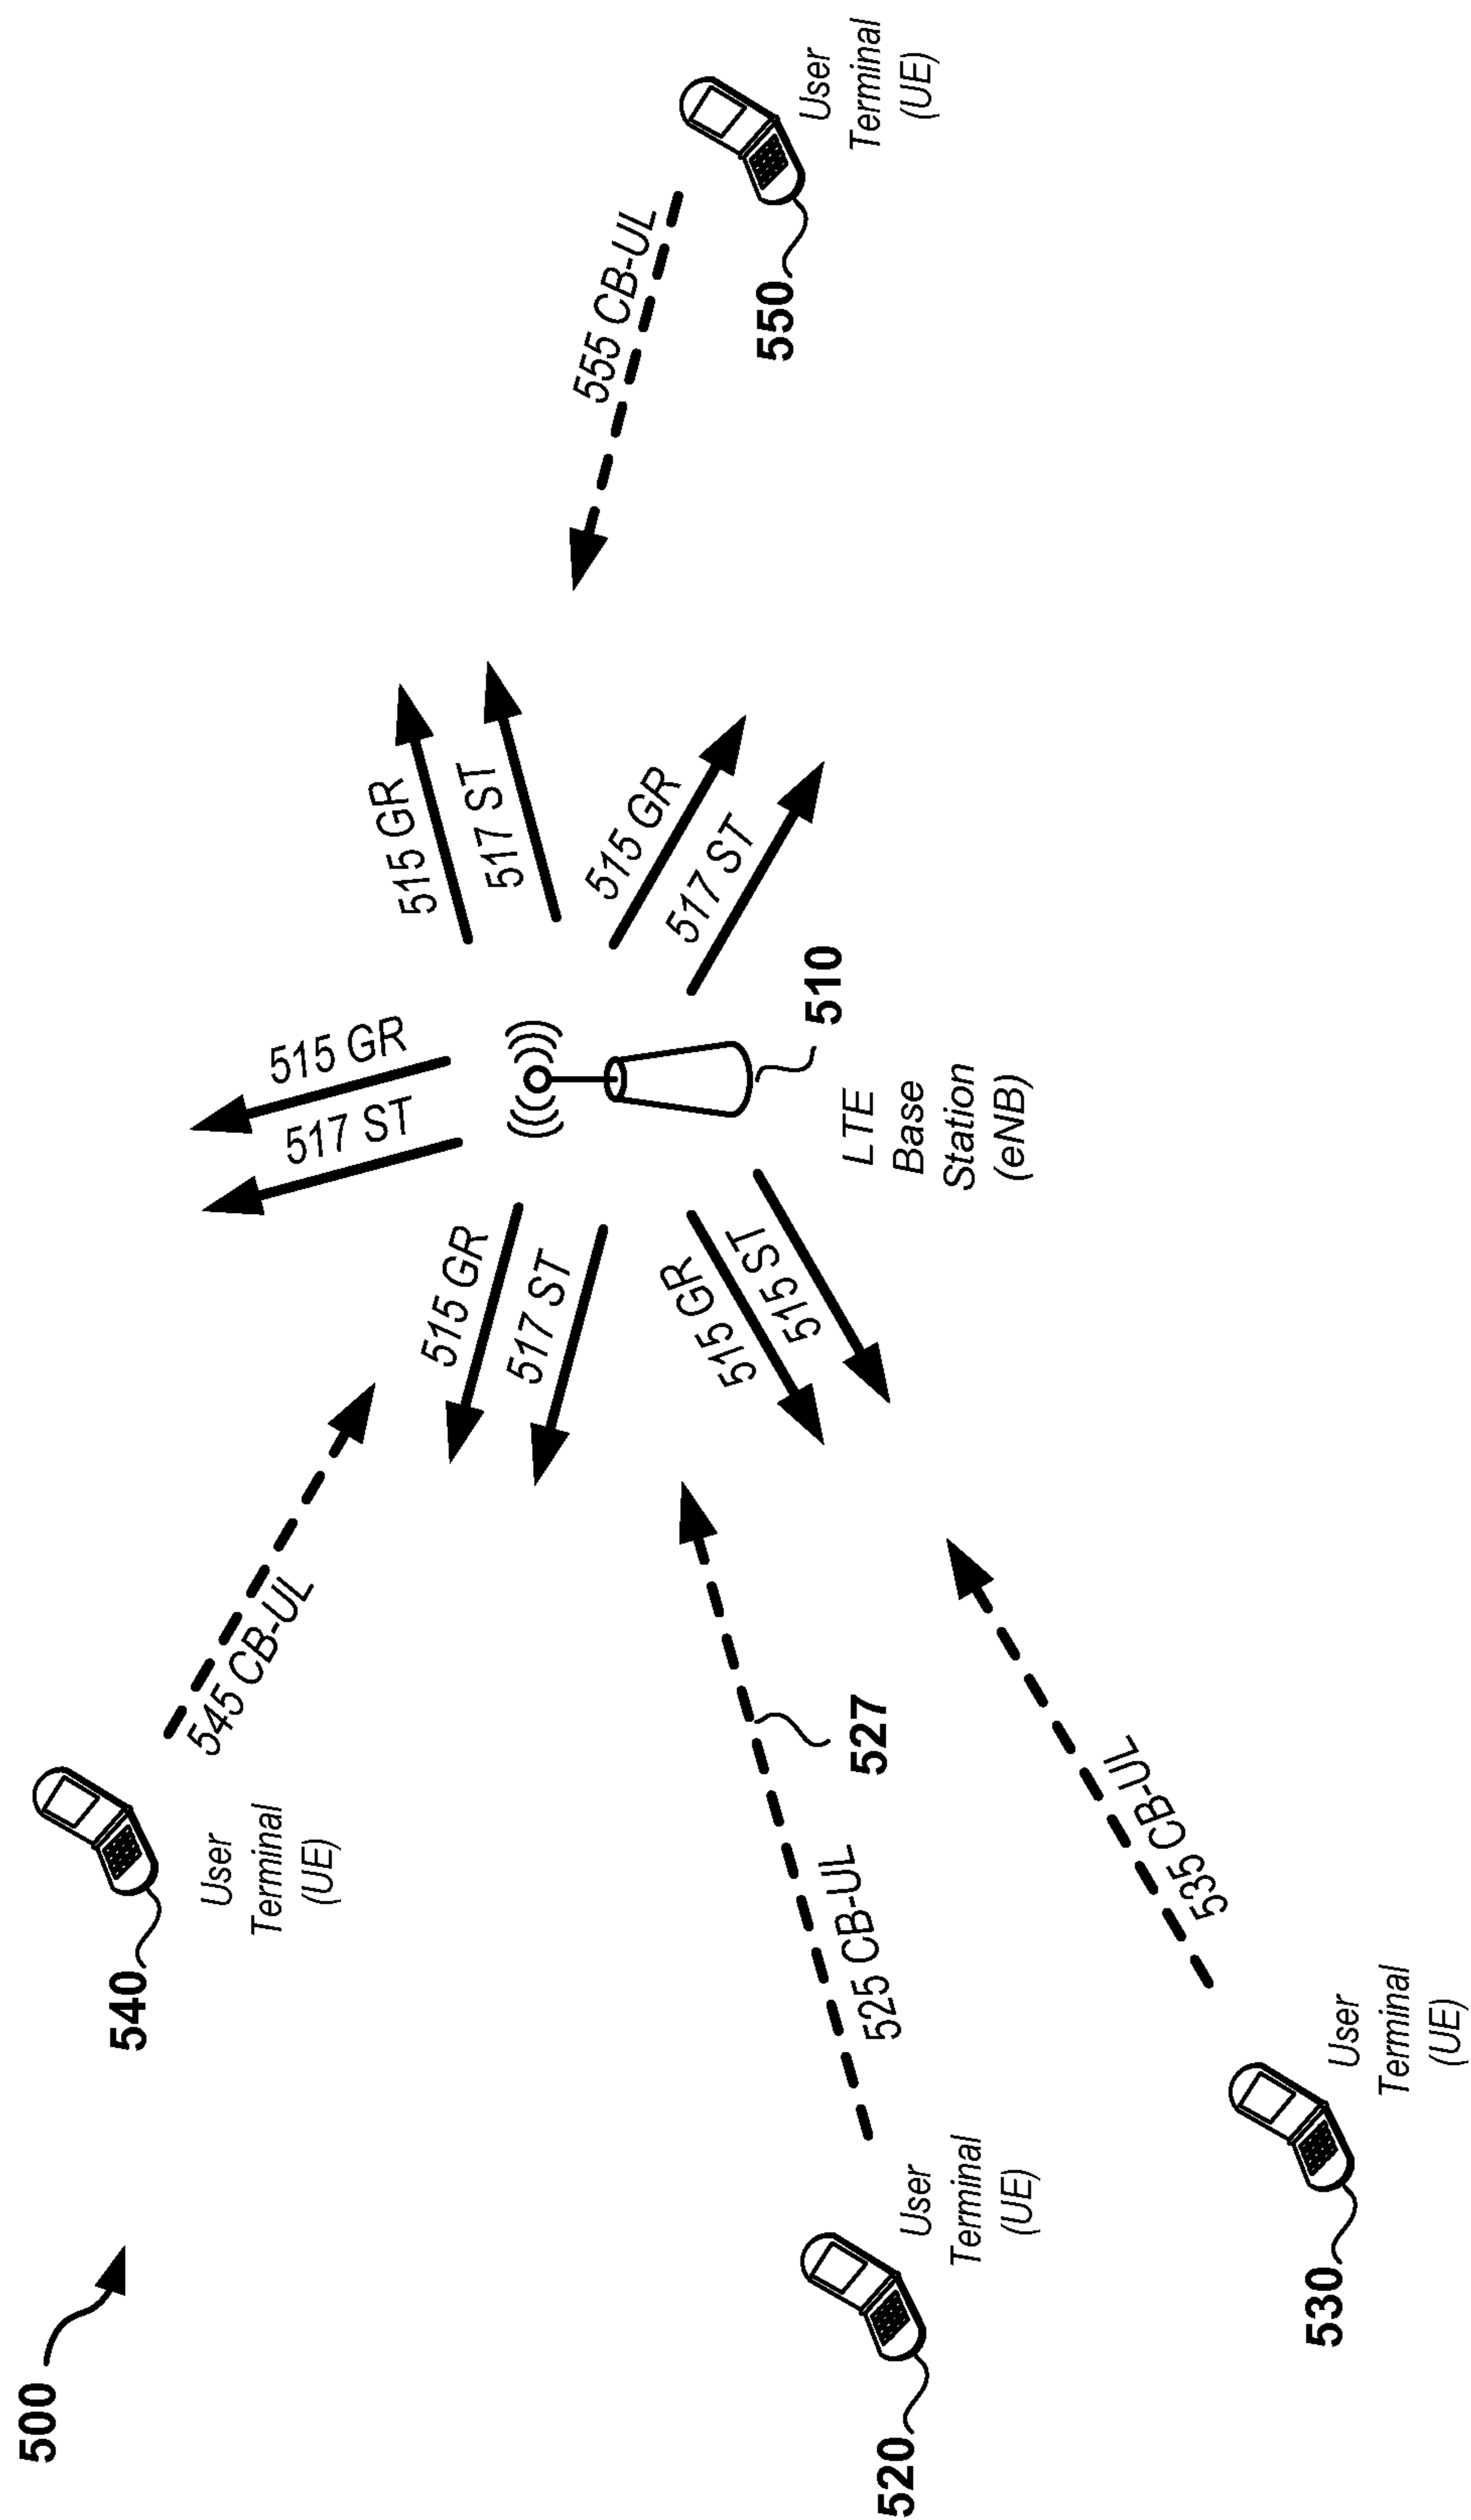 500
540
User
Terminal
(UE)
545 CB-UL
515 GR
517 ST
515 GR
517 ST
515 GR
517 ST
515 GR
517 ST
515 GR
515 ST
510
LTE
Base
Station
(eNB)
555 CB-UL
550
User
Terminal
(UE)
520
User
Terminal
(UE)
525 CB-UL
527
530
User
Terminal
(UE)
535 CB-UL